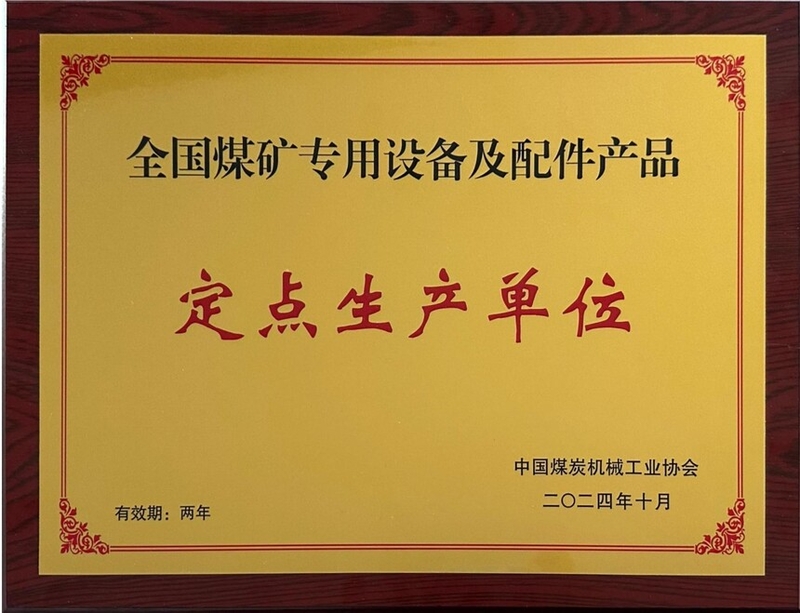 全国煤矿专用设备及配件产品
定点生产单位
中国煤炭机械工业协会
二〇二四年十月
有效期：两年